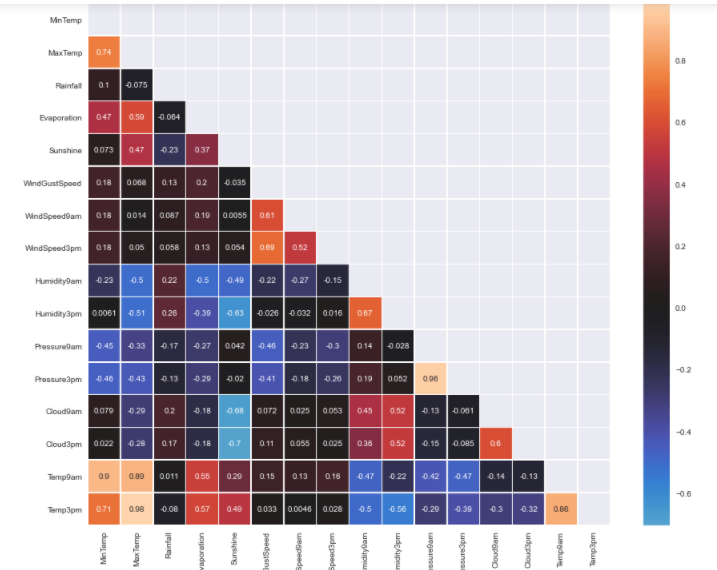 MinTemp
MaxTemp 0.74
Rainfall 0.1 -0.075
Evaporation 0.47 0.59 -0.064
Sunshine 0.073 0.47 -0.23 0.37
WindGustSpeed 0.18 0.068 0.13 0.2 -0.035
WindSpeed9am 0.18 0.014 0.087 0.19 0.0055 0.61
WindSpeed3pm 0.18 0.05 0.058 0.13 0.054 0.69 0.52
Humidity9am -0.23 -0.5 0.22 -0.5 -0.49 -0.22 -0.27 -0.15
Humidity3pm 0.0061 -0.51 0.26 -0.39 -0.63 -0.026 -0.032 0.016 0.67
Pressure9am -0.45 -0.33 -0.17 -0.27 0.042 -0.46 -0.23 -0.3 0.14 -0.028
Pressure3pm -0.46 -0.43 -0.13 -0.29 -0.02 -0.41 -0.18 -0.26 0.19 0.052 0.96
Cloud9am 0.079 -0.29 0.2 -0.18 -0.68 0.072 0.025 0.053 0.45 0.52 -0.13 -0.061
Cloud3pm 0.022 -0.28 0.17 -0.18 -0.7 0.11 0.055 0.025 0.36 0.52 -0.15 -0.085 0.6
Temp9am 0.9 0.89 0.011 0.55 0.29 0.15 0.13 0.16 -0.47 -0.22 -0.42 -0.47 -0.14 -0.13
Temp3pm 0.71 0.98 -0.08 0.57 0.49 0.033 0.0046 0.028 -0.5 -0.56 -0.29 -0.39 -0.3 -0.32 0.86
MinTemp
MaxTemp
Rainfall
vaporation
Sunshine
ustSpeed
Speed9am
Speed3pm
midity9am
midity3pm
ssure9am
ssure3pm
Cloud9am
Cloud3pm
Temp9am
Temp3pm
0.8
0.6
0.4
0.2
0.0
−0.2
−0.4
−0.6